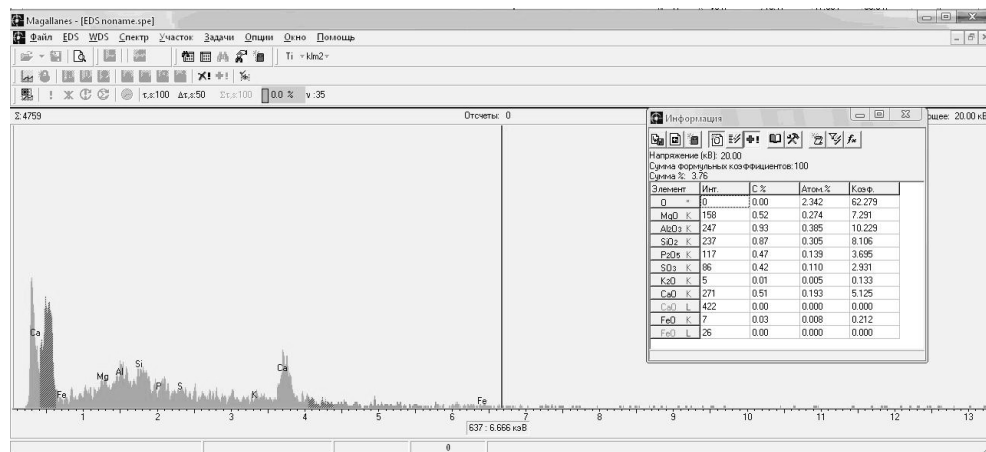 Magallanes - [EDS noname.spe]
Файл EDS WDS Спектр Участок Задачи Опции Окно Помощь
Ti klm2
τ,s:100 Δτ,s:50 Στ,s:100 0.0 % v :35
Σ:4759 Отсчеты: 0 ющее: 20.00 кВ
Информация
Напряжение (кВ): 20.00
Сумма формульных коэффициентов:100
Сумма %: 3.76
Элемент Инт. C % Атом.% Коэф.
O * 0 0.00 2.342 62.279
MgO K 158 0.52 0.274 7.291
Al2O3 K 247 0.93 0.385 10.229
SiO2 K 237 0.87 0.305 8.106
P2O5 K 117 0.47 0.139 3.695
SO3 K 86 0.42 0.110 2.931
K2O K 5 0.01 0.005 0.133
CaO K 271 0.51 0.193 5.125
CaO L 422 0.00 0.000 0.000
FeO K 7 0.03 0.008 0.212
FeO L 26 0.00 0.000 0.000
Ca Fe Mg Al Si P S K Ca Fe
1 2 3 4 5 6 7 8 9 10 11 12 13
637 : 6.666 кэВ
0